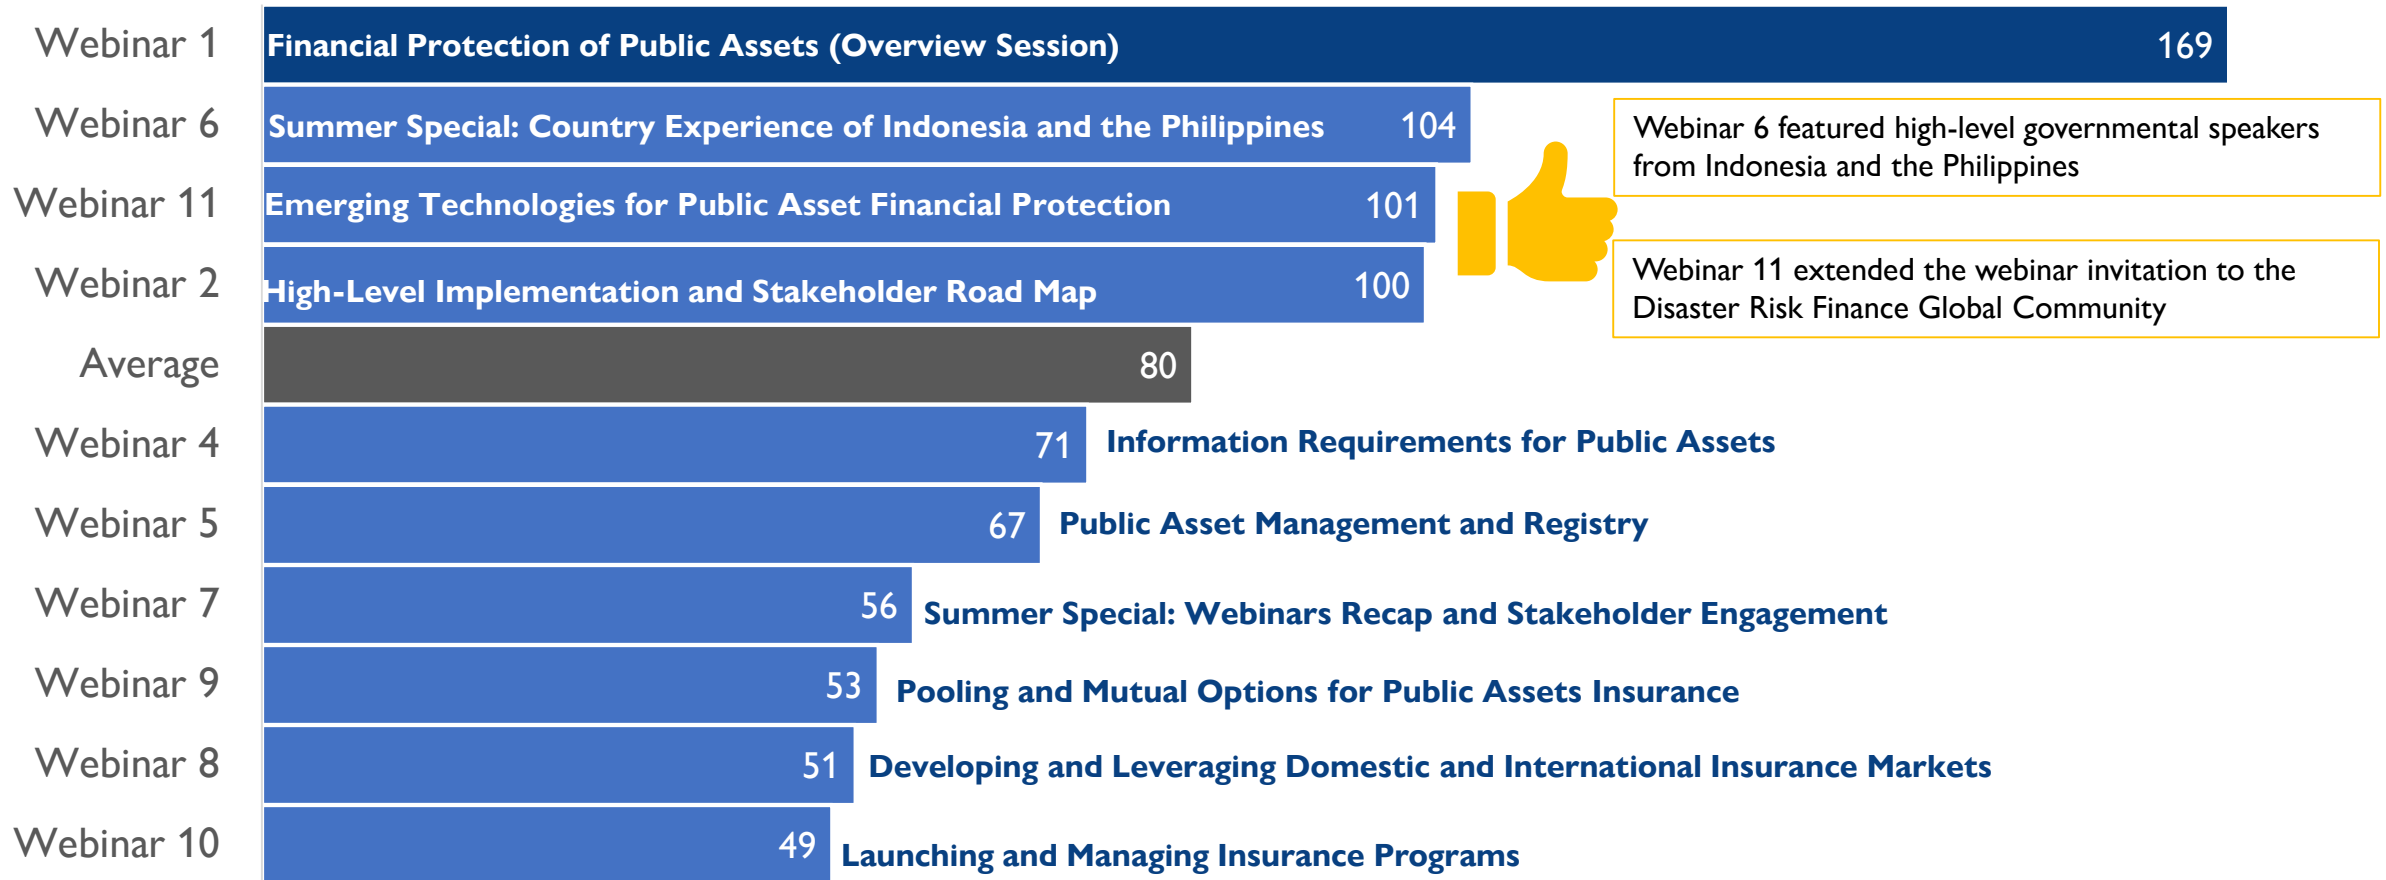 Webinar 1 Financial Protection of Public Assets (Overview Session) 169
Webinar 6 Summer Special: Country Experience of Indonesia and the Philippines 104
Webinar 6 featured high-level governmental speakers
from Indonesia and the Philippines
Webinar 11 Emerging Technologies for Public Asset Financial Protection 101
Webinar 2 High-Level Implementation and Stakeholder Road Map 100
Webinar 11 extended the webinar invitation to the
Disaster Risk Finance Global Community
Average 80
Webinar 4 71 Information Requirements for Public Assets
Webinar 5 67 Public Asset Management and Registry
Webinar 7 56 Summer Special: Webinars Recap and Stakeholder Engagement
Webinar 9 53 Pooling and Mutual Options for Public Assets Insurance
Webinar 8 51 Developing and Leveraging Domestic and International Insurance Markets
Webinar 10 49 Launching and Managing Insurance Programs